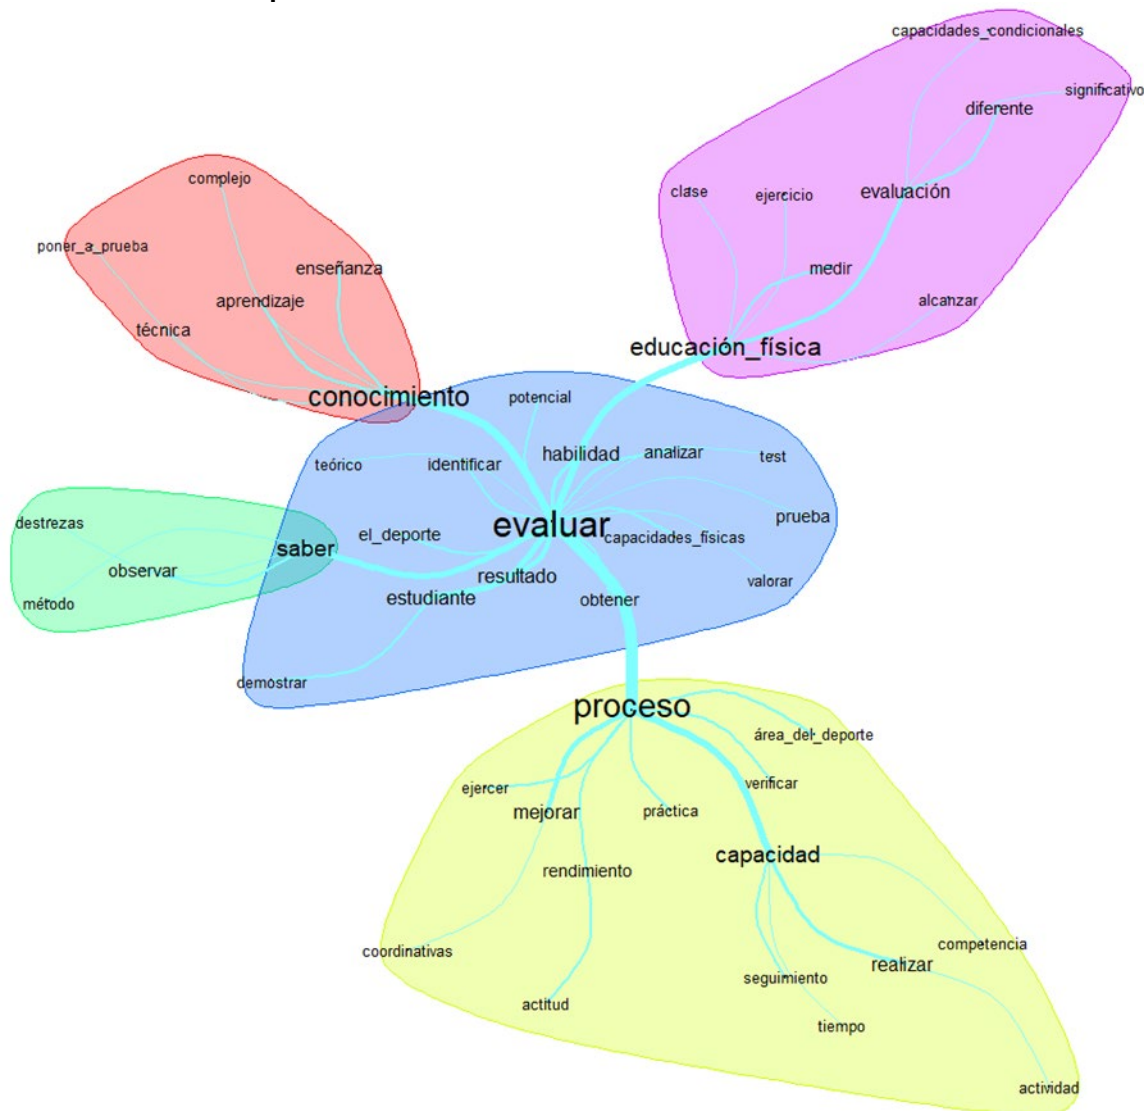 capacidades_condicionales
significativo
diferente
complejo
clase
ejercicio
evaluación
poner_a_prueba
enseñanza
medir
aprendizaje
alcanzar
técnica
educación_física
conocimiento
potencial
habilidad
analizar
test
teórico
identificar
prueba
destrezas
evaluar
el_deporte
capacidades_físicas
saber
observar
resultado
valorar
método
estudiante
obtener
demostrar
proceso
área_del_deporte
ejercer
verificar
mejorar
práctica
capacidad
rendimiento
coordinativas
competencia
realizar
seguimiento
actitud
tiempo
actividad